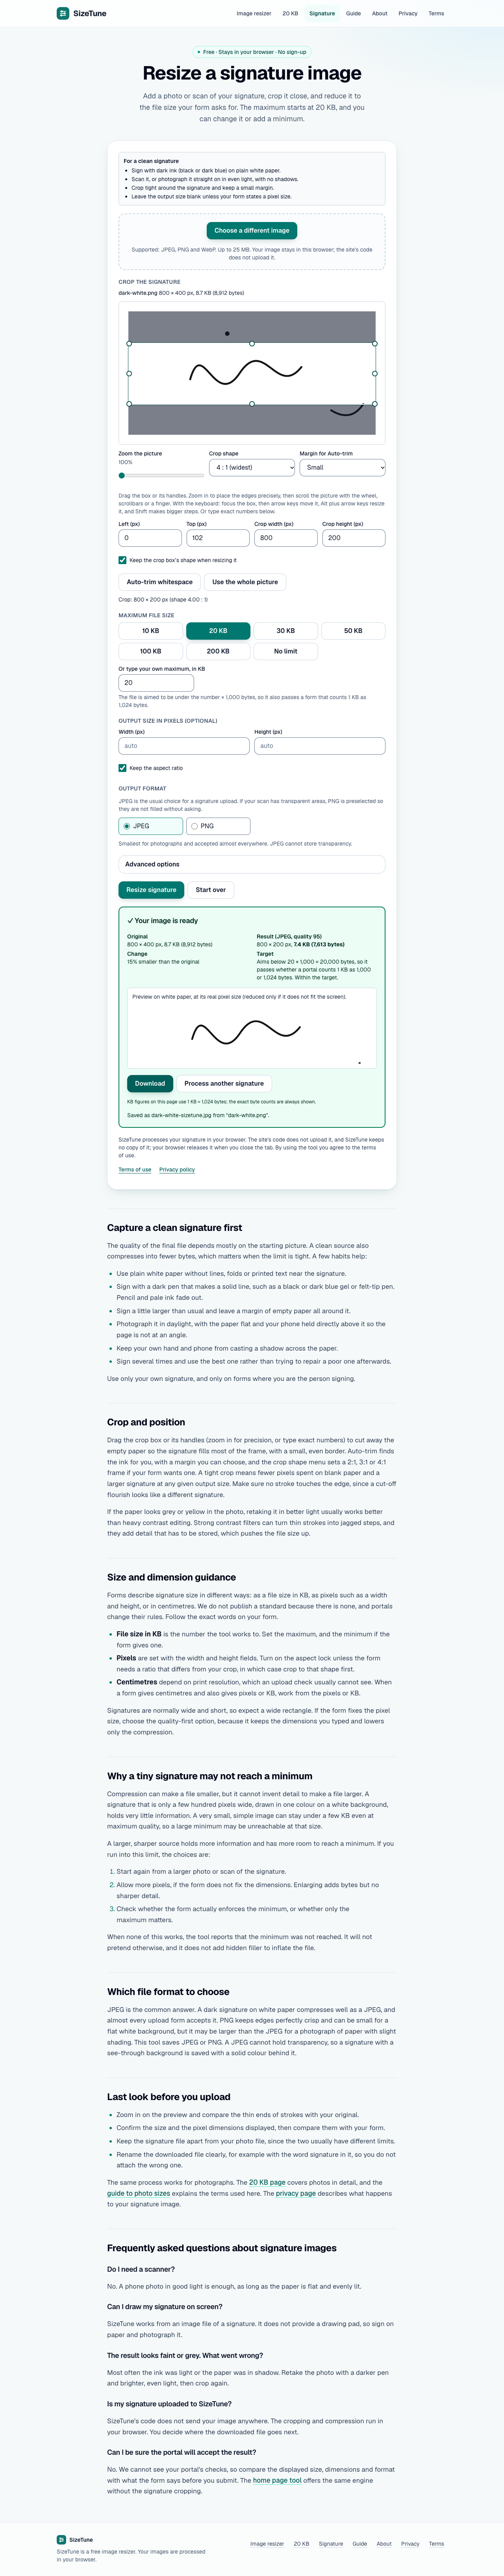 SizeTune
Image resizer 20 KB Signature Guide About Privacy Terms
Free · Stays in your browser · No sign-up
Resize a signature image
Add a photo or scan of your signature, crop it close, and reduce it to
the file size your form asks for. The maximum starts at 20 KB, and you
can change it or add a minimum.
For a clean signature
Sign with dark ink (black or dark blue) on plain white paper.
Scan it, or photograph it straight on in even light, with no shadows.
Crop tight around the signature and keep a small margin.
Leave the output size blank unless your form states a pixel size.
Choose a different image
Supported: JPEG, PNG and WebP. Up to 25 MB. Your image stays in this browser; the site's code
does not upload it.
CROP THE SIGNATURE
dark-white.png 800 × 400 px, 8.7 KB (8,912 bytes)
Zoom the picture
100%
Crop shape
4 : 1 (widest)
Margin for Auto-trim
Small
Drag the box or its handles. Zoom in to place the edges precisely, then scroll the picture with the wheel,
scrollbars or a finger. With the keyboard: focus the box, then arrow keys move it, Alt plus arrow keys resize
it, and Shift makes bigger steps. Or type exact numbers below.
Left (px) Top (px) Crop width (px) Crop height (px)
0 102 800 200
Keep the crop box's shape when resizing it
Auto-trim whitespace Use the whole picture
Crop: 800 × 200 px (shape 4.00 : 1)
MAXIMUM FILE SIZE
10 KB 20 KB 30 KB 50 KB
100 KB 200 KB No limit
Or type your own maximum, in KB
20
The file is aimed to be under the number × 1,000 bytes, so it also passes a form that counts 1 KB as
1,024 bytes.
OUTPUT SIZE IN PIXELS (OPTIONAL)
Width (px) Height (px)
auto auto
Keep the aspect ratio
OUTPUT FORMAT
JPEG is the usual choice for a signature upload. If your scan has transparent areas, PNG is preselected so
they are not filled without asking.
JPEG PNG
Smallest for photographs and accepted almost everywhere. JPEG cannot store transparency.
Advanced options
Resize signature Start over
Your image is ready
Original
800 × 400 px, 8.7 KB (8,912 bytes)
Result (JPEG, quality 95)
800 × 200 px, 7.4 KB (7,613 bytes)
Change
15% smaller than the original
Target
Aims below 20 × 1,000 = 20,000 bytes, so it
passes whether a portal counts 1 KB as 1,000
or 1,024 bytes. Within the target.
Preview on white paper, at its real pixel size (reduced only if it does not fit the screen).
Download Process another signature
KB figures on this page use 1 KB = 1,024 bytes; the exact byte counts are always shown.
Saved as dark-white-sizetune.jpg from "dark-white.png".
SizeTune processes your signature in your browser. The site's code does not upload it, and SizeTune keeps
no copy of it; your browser releases it when you close the tab. By using the tool you agree to the terms
of use.
Terms of use Privacy policy
Capture a clean signature first
The quality of the final file depends mostly on the starting picture. A clean source also
compresses into fewer bytes, which matters when the limit is tight. A few habits help:
Use plain white paper without lines, folds or printed text near the signature.
Sign with a dark pen that makes a solid line, such as a black or dark blue gel or felt-tip pen.
Pencil and pale ink fade out.
Sign a little larger than usual and leave a margin of empty paper all around it.
Photograph it in daylight, with the paper flat and your phone held directly above it so the
page is not at an angle.
Keep your own hand and phone from casting a shadow across the paper.
Sign several times and use the best one rather than trying to repair a poor one afterwards.
Use only your own signature, and only on forms where you are the person signing.
Crop and position
Drag the crop box or its handles (zoom in for precision, or type exact numbers) to cut away the
empty paper so the signature fills most of the frame, with a small, even border. Auto-trim finds
the ink for you, with a margin you can choose, and the crop shape menu sets a 2:1, 3:1 or 4:1
frame if your form wants one. A tight crop means fewer pixels spent on blank paper and a
larger signature at any given output size. Make sure no stroke touches the edge, since a cut-off
flourish looks like a different signature.
If the paper looks grey or yellow in the photo, retaking it in better light usually works better
than heavy contrast editing. Strong contrast filters can turn thin strokes into jagged steps, and
they add detail that has to be stored, which pushes the file size up.
Size and dimension guidance
Forms describe signature size in different ways: as a file size in KB, as pixels such as a width
and height, or in centimetres. We do not publish a standard because there is none, and portals
change their rules. Follow the exact words on your form.
File size in KB is the number the tool works to. Set the maximum, and the minimum if the
form gives one.
Pixels are set with the width and height fields. Turn on the aspect lock unless the form
needs a ratio that differs from your crop, in which case crop to that shape first.
Centimetres depend on print resolution, which an upload check usually cannot see. When
a form gives centimetres and also gives pixels or KB, work from the pixels or KB.
Signatures are normally wide and short, so expect a wide rectangle. If the form fixes the pixel
size, choose the quality-first option, because it keeps the dimensions you typed and lowers
only the compression.
Why a tiny signature may not reach a minimum
Compression can make a file smaller, but it cannot invent detail to make a file larger. A
signature that is only a few hundred pixels wide, drawn in one colour on a white background,
holds very little information. A very small, simple image can stay under a few KB even at
maximum quality, so a large minimum may be unreachable at that size.
A larger, sharper source holds more information and has more room to reach a minimum. If you
run into this limit, the choices are:
1. Start again from a larger photo or scan of the signature.
2. Allow more pixels, if the form does not fix the dimensions. Enlarging adds bytes but no
sharper detail.
3. Check whether the form actually enforces the minimum, or whether only the
maximum matters.
When none of this works, the tool reports that the minimum was not reached. It will not
pretend otherwise, and it does not add hidden filler to inflate the file.
Which file format to choose
JPEG is the common answer. A dark signature on white paper compresses well as a JPEG, and
almost every upload form accepts it. PNG keeps edges perfectly crisp and can be small for a
flat white background, but it may be larger than the JPEG for a photograph of paper with slight
shading. This tool saves JPEG or PNG. A JPEG cannot hold transparency, so a signature with a
see-through background is saved with a solid colour behind it.
Last look before you upload
Zoom in on the preview and compare the thin ends of strokes with your original.
Confirm the size and the pixel dimensions displayed, then compare them with your form.
Keep the signature file apart from your photo file, since the two usually have different limits.
Rename the downloaded file clearly, for example with the word signature in it, so you do not
attach the wrong one.
The same process works for photographs. The 20 KB page covers photos in detail, and the
guide to photo sizes explains the terms used here. The privacy page describes what happens
to your signature image.
Frequently asked questions about signature images
Do I need a scanner?
No. A phone photo in good light is enough, as long as the paper is flat and evenly lit.
Can I draw my signature on screen?
SizeTune works from an image file of a signature. It does not provide a drawing pad, so sign on
paper and photograph it.
The result looks faint or grey. What went wrong?
Most often the ink was light or the paper was in shadow. Retake the photo with a darker pen
and brighter, even light, then crop again.
Is my signature uploaded to SizeTune?
SizeTune's code does not send your image anywhere. The cropping and compression run in
your browser. You decide where the downloaded file goes next.
Can I be sure the portal will accept the result?
No. We cannot see your portal's checks, so compare the displayed size, dimensions and format
with what the form says before you submit. The home page tool offers the same engine
without the signature cropping.
SizeTune
SizeTune is a free image resizer. Your images are processed
in your browser.
Image resizer 20 KB Signature Guide About Privacy Terms